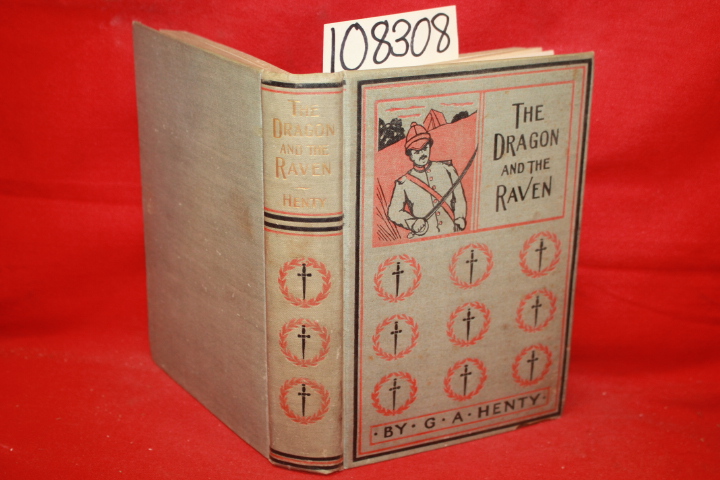 108308
THE
DRAGON
AND THE
RAVEN
HENTY
THE
DRAGON
AND THE
RAVEN
·BY·G·A·HENTY·